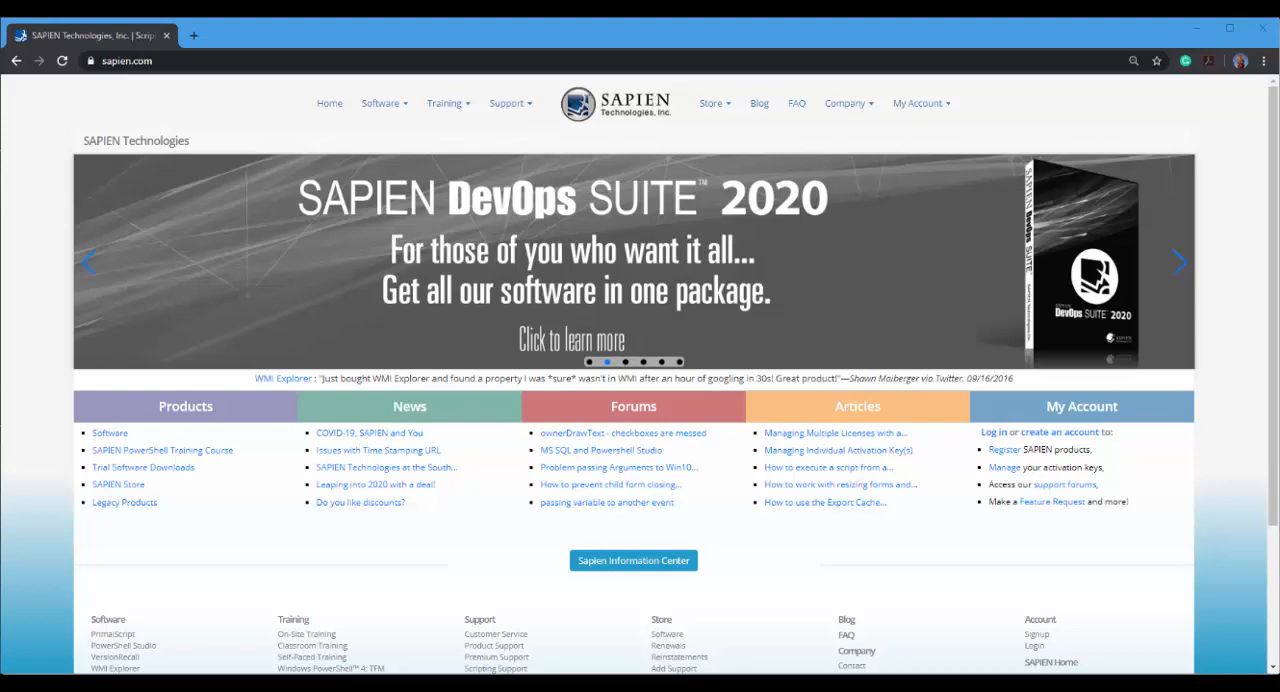 SAPIEN Technologies, Inc. | Scrip
sapien.com
Home Software Training Support SAPIEN Technologies, Inc. Store Blog FAQ Company My Account
SAPIEN Technologies
SAPIEN DevOps SUITE™ 2020
For those of you who want it all...
Get all our software in one package.
Click to learn more
SAPIEN DevOps SUITE
DevOps SUITE 2020
WMI Explorer : "Just bought WMI Explorer and found a property I was *sure* wasn't in WMI after an hour of googling in 30s! Great product!"—Shawn Maiberger via Twitter, 09/16/2016
Products
Software
SAPIEN PowerShell Training Course
Trial Software Downloads
SAPIEN Store
Legacy Products
News
COVID-19, SAPIEN and You
Issues with Time Stamping URL
SAPIEN Technologies at the South...
Leaping into 2020 with a deal!
Do you like discounts?
Forums
ownerDrawText - checkboxes are messed
MS SQL and Powershell Studio
Problem passing Arguments to Win10...
How to prevent child form closing...
passing variable to another event
Articles
Managing Multiple Licenses with a...
Managing Individual Activation Key(s)
How to execute a script from a...
How to work with resizing forms and...
How to use the Export Cache...
My Account
Log in or create an account to:
Register SAPIEN products,
Manage your activation keys,
Access our support forums,
Make a Feature Request and more!
Sapien Information Center
Software
PrimalScript
PowerShell Studio
VersionRecall
WMI Explorer
Training
On-Site Training
Classroom Training
Self-Paced Training
Windows PowerShell™ 4: TFM
Support
Customer Service
Product Support
Premium Support
Scripting Support
Store
Software
Renewals
Reinstatements
Add Support
Blog
FAQ
Company
Contact
Account
Signup
Login
SAPIEN Home